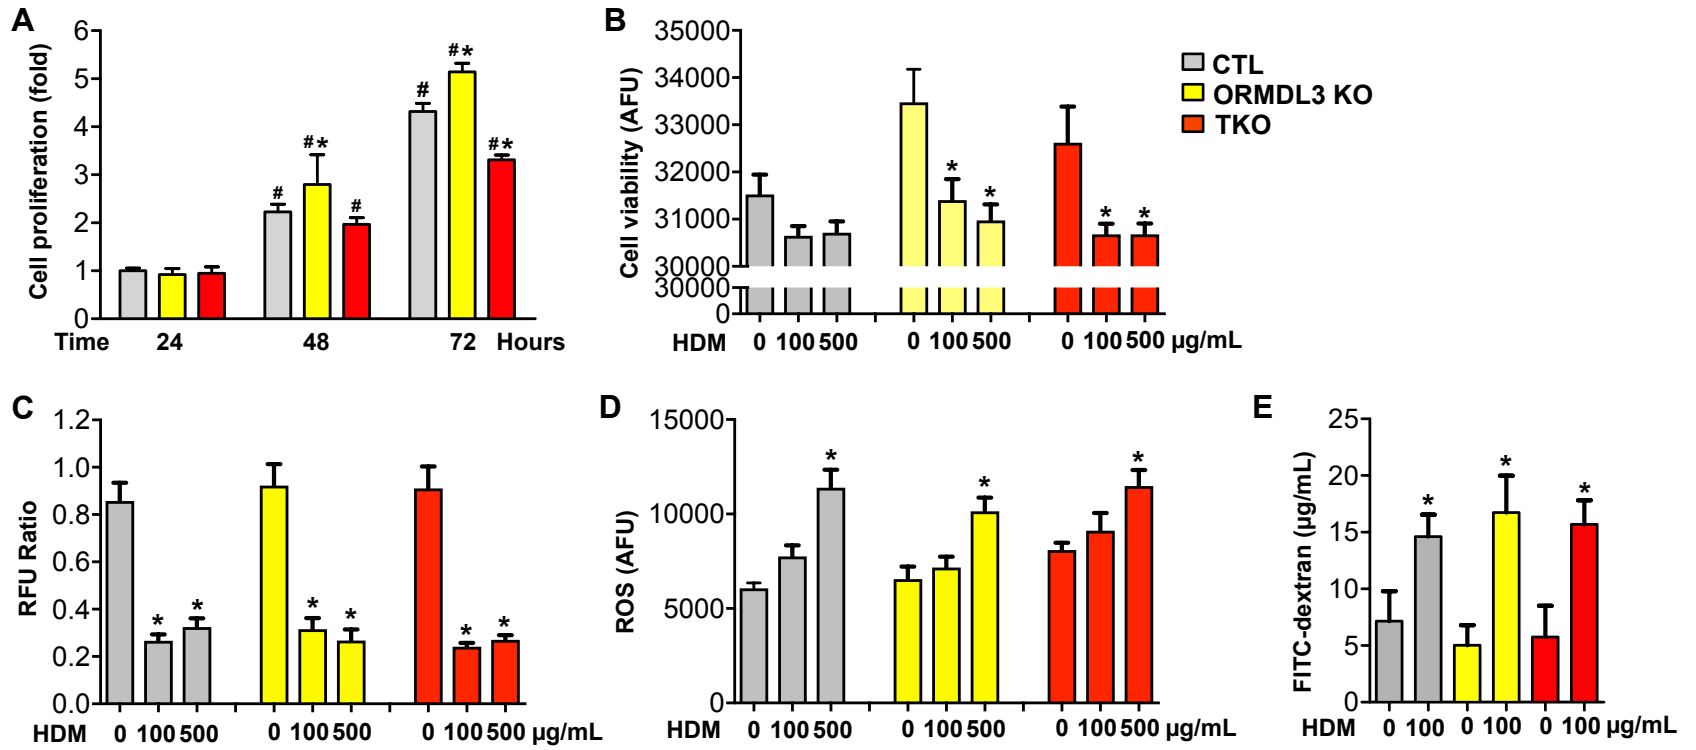 A
Cell proliferation (fold)
6
5
4
3
2
1
0
# #* # # #* #*
Time 24 48 72 Hours
B
Cell viability (AFU)
35000
34000
33000
32000
31000
30000
30000
0
* * * *
HDM 0 100 500 0 100 500 0 100 500 µg/mL
CTL
ORMDL3 KO
TKO
C
RFU Ratio
1.2
1.0
0.8
0.6
0.4
0.2
0.0
* * * * * *
HDM 0 100 500 0 100 500 0 100 500 µg/mL
D
ROS (AFU)
15000
10000
5000
0
* * *
HDM 0 100 500 0 100 500 0 100 500 µg/mL
E
FITC-dextran (µg/mL)
25
20
15
10
5
0
* * *
HDM 0 100 0 100 0 100 µg/mL